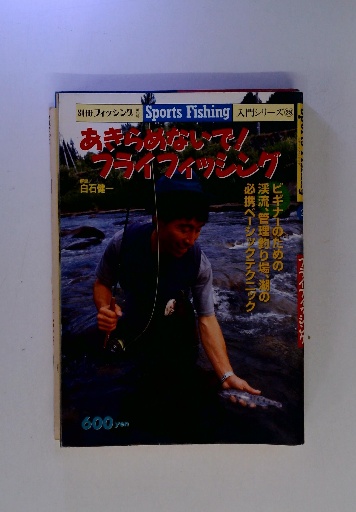 別冊フィッシング
Sports Fishing
入門シリーズ
あきらめないで!
フライフィッシング
白石健一
ビギナーのための
渓流、管理釣り場、湖の
必携ベーシックテクニック
600 yen